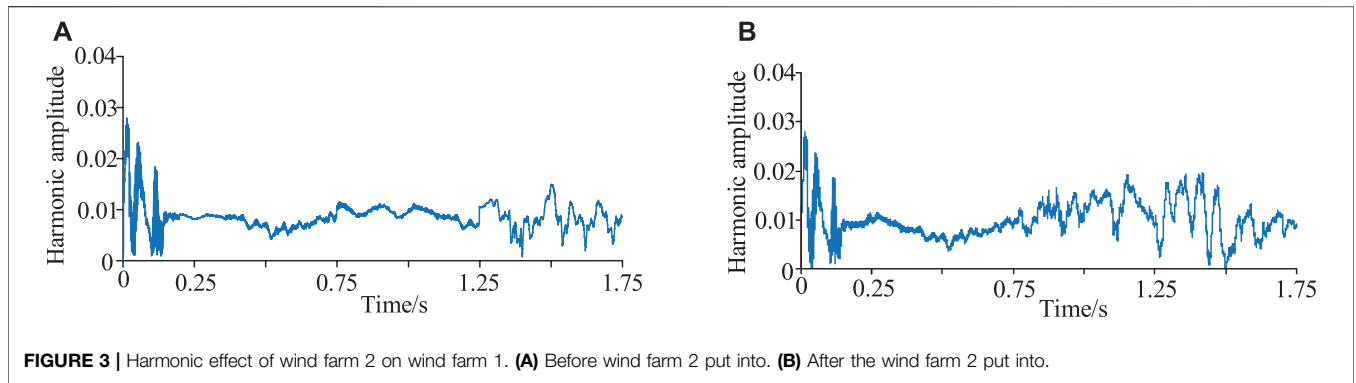 A
Harmonic amplitude
0.04
0.03
0.02
0.01
0
0 0.25 0.75 1.25 1.75
Time/s
B
Harmonic amplitude
0.04
0.03
0.02
0.01
0
0 0.25 0.75 1.25 1.75
Time/s
FIGURE 3 | Harmonic effect of wind farm 2 on wind farm 1. (A) Before wind farm 2 put into. (B) After the wind farm 2 put into.